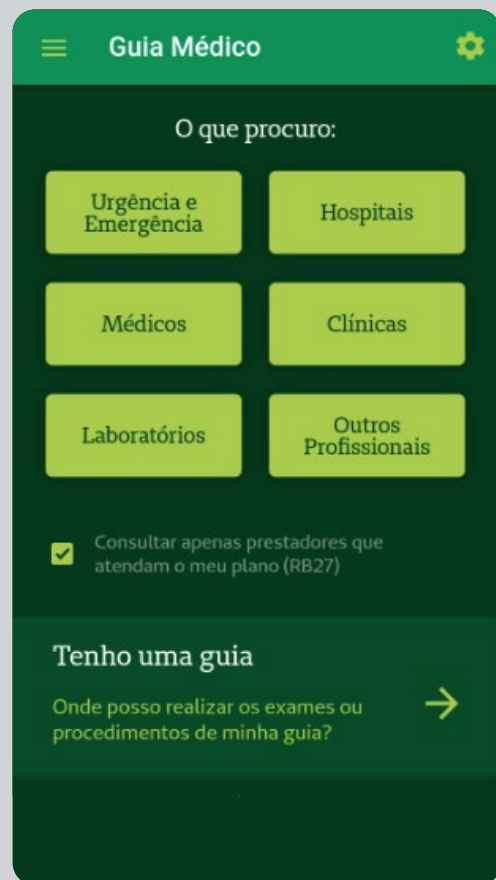 Guia Médico
O que procuro:
Urgência e
Emergência
Hospitais
Médicos
Clínicas
Laboratórios
Outros
Profissionais
Consultar apenas prestadores que
atendam o meu plano (RB27)
Tenho uma guia
Onde posso realizar os exames ou
procedimentos de minha guia?